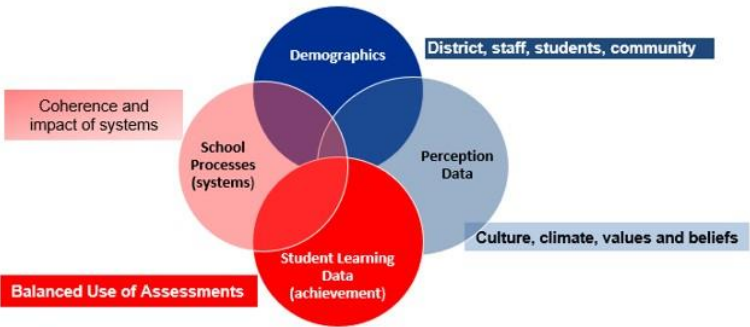 Demographics
District, staff, students, community
Coherence and
impact of systems
School
Processes
(systems)
Perception
Data
Culture, climate, values and beliefs
Student Learning
Data
(achievement)
Balanced Use of Assessments